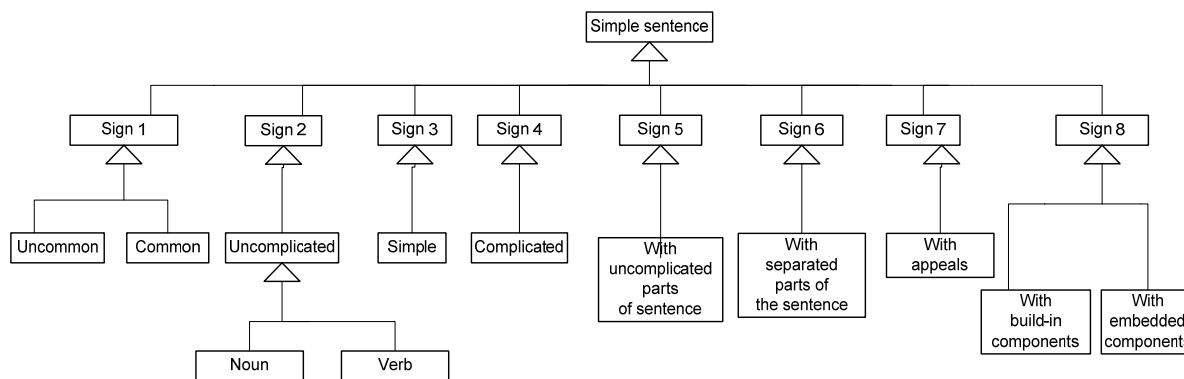 Simple sentence
Sign 1
Sign 2
Sign 3
Sign 4
Sign 5
Sign 6
Sign 7
Sign 8
Uncommon
Common
Uncomplicated
Simple
Complicated
With
uncomplicated
parts
of sentence
With
separated
parts of
the sentence
With
appeals
With
build-in
components
With
embedded
components
Noun
Verb